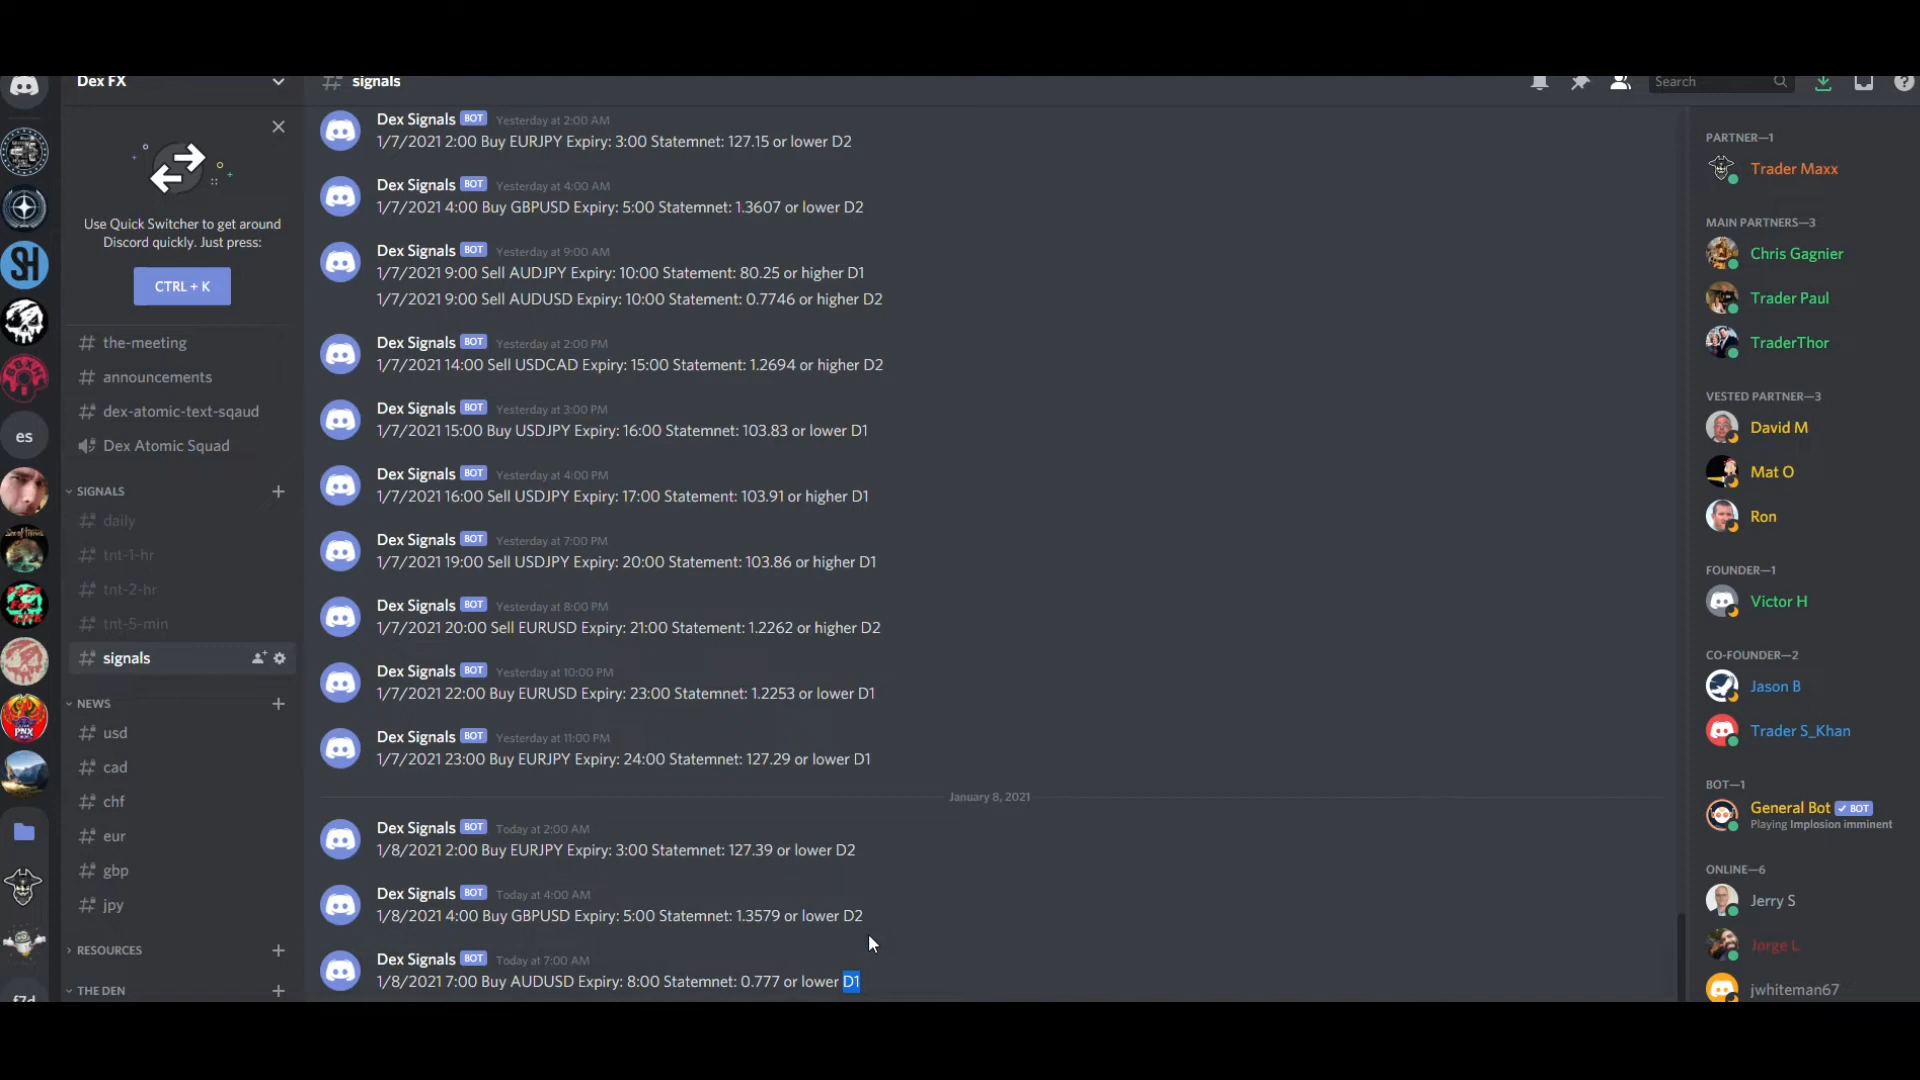 Dex FX
signals
Search
Use Quick Switcher to get around
Discord quickly. Just press:
CTRL + K
the-meeting
announcements
dex-atomic-text-sqaud
Dex Atomic Squad
SIGNALS
daily
tnt-1-hr
tnt-2-hr
tnt-5-min
signals
NEWS
usd
cad
chf
eur
gbp
jpy
RESOURCES
THE DEN
SH
es
PNX
Dex Signals BOT Yesterday at 2:00 AM
1/7/2021 2:00 Buy EURJPY Expiry: 3:00 Statemnet: 127.15 or lower D2
Dex Signals BOT Yesterday at 4:00 AM
1/7/2021 4:00 Buy GBPUSD Expiry: 5:00 Statemnet: 1.3607 or lower D2
Dex Signals BOT Yesterday at 9:00 AM
1/7/2021 9:00 Sell AUDJPY Expiry: 10:00 Statement: 80.25 or higher D1
1/7/2021 9:00 Sell AUDUSD Expiry: 10:00 Statement: 0.7746 or higher D2
Dex Signals BOT Yesterday at 2:00 PM
1/7/2021 14:00 Sell USDCAD Expiry: 15:00 Statement: 1.2694 or higher D2
Dex Signals BOT Yesterday at 3:00 PM
1/7/2021 15:00 Buy USDJPY Expiry: 16:00 Statemnet: 103.83 or lower D1
Dex Signals BOT Yesterday at 4:00 PM
1/7/2021 16:00 Sell USDJPY Expiry: 17:00 Statement: 103.91 or higher D1
Dex Signals BOT Yesterday at 7:00 PM
1/7/2021 19:00 Sell USDJPY Expiry: 20:00 Statement: 103.86 or higher D1
Dex Signals BOT Yesterday at 8:00 PM
1/7/2021 20:00 Sell EURUSD Expiry: 21:00 Statement: 1.2262 or higher D2
Dex Signals BOT Yesterday at 10:00 PM
1/7/2021 22:00 Buy EURUSD Expiry: 23:00 Statemnet: 1.2253 or lower D1
Dex Signals BOT Yesterday at 11:00 PM
1/7/2021 23:00 Buy EURJPY Expiry: 24:00 Statemnet: 127.29 or lower D1
January 8, 2021
Dex Signals BOT Today at 2:00 AM
1/8/2021 2:00 Buy EURJPY Expiry: 3:00 Statemnet: 127.39 or lower D2
Dex Signals BOT Today at 4:00 AM
1/8/2021 4:00 Buy GBPUSD Expiry: 5:00 Statemnet: 1.3579 or lower D2
Dex Signals BOT Today at 7:00 AM
1/8/2021 7:00 Buy AUDUSD Expiry: 8:00 Statemnet: 0.777 or lower D1
PARTNER—1
Trader Maxx
MAIN PARTNERS—3
Chris Gagnier
Trader Paul
TraderThor
VESTED PARTNER—3
David M
Mat O
Ron
FOUNDER—1
Victor H
CO-FOUNDER—2
Jason B
Trader S_Khan
BOT—1
General Bot BOT
Playing Implosion imminent
ONLINE—6
Jerry S
Jorge L
jwhiteman67